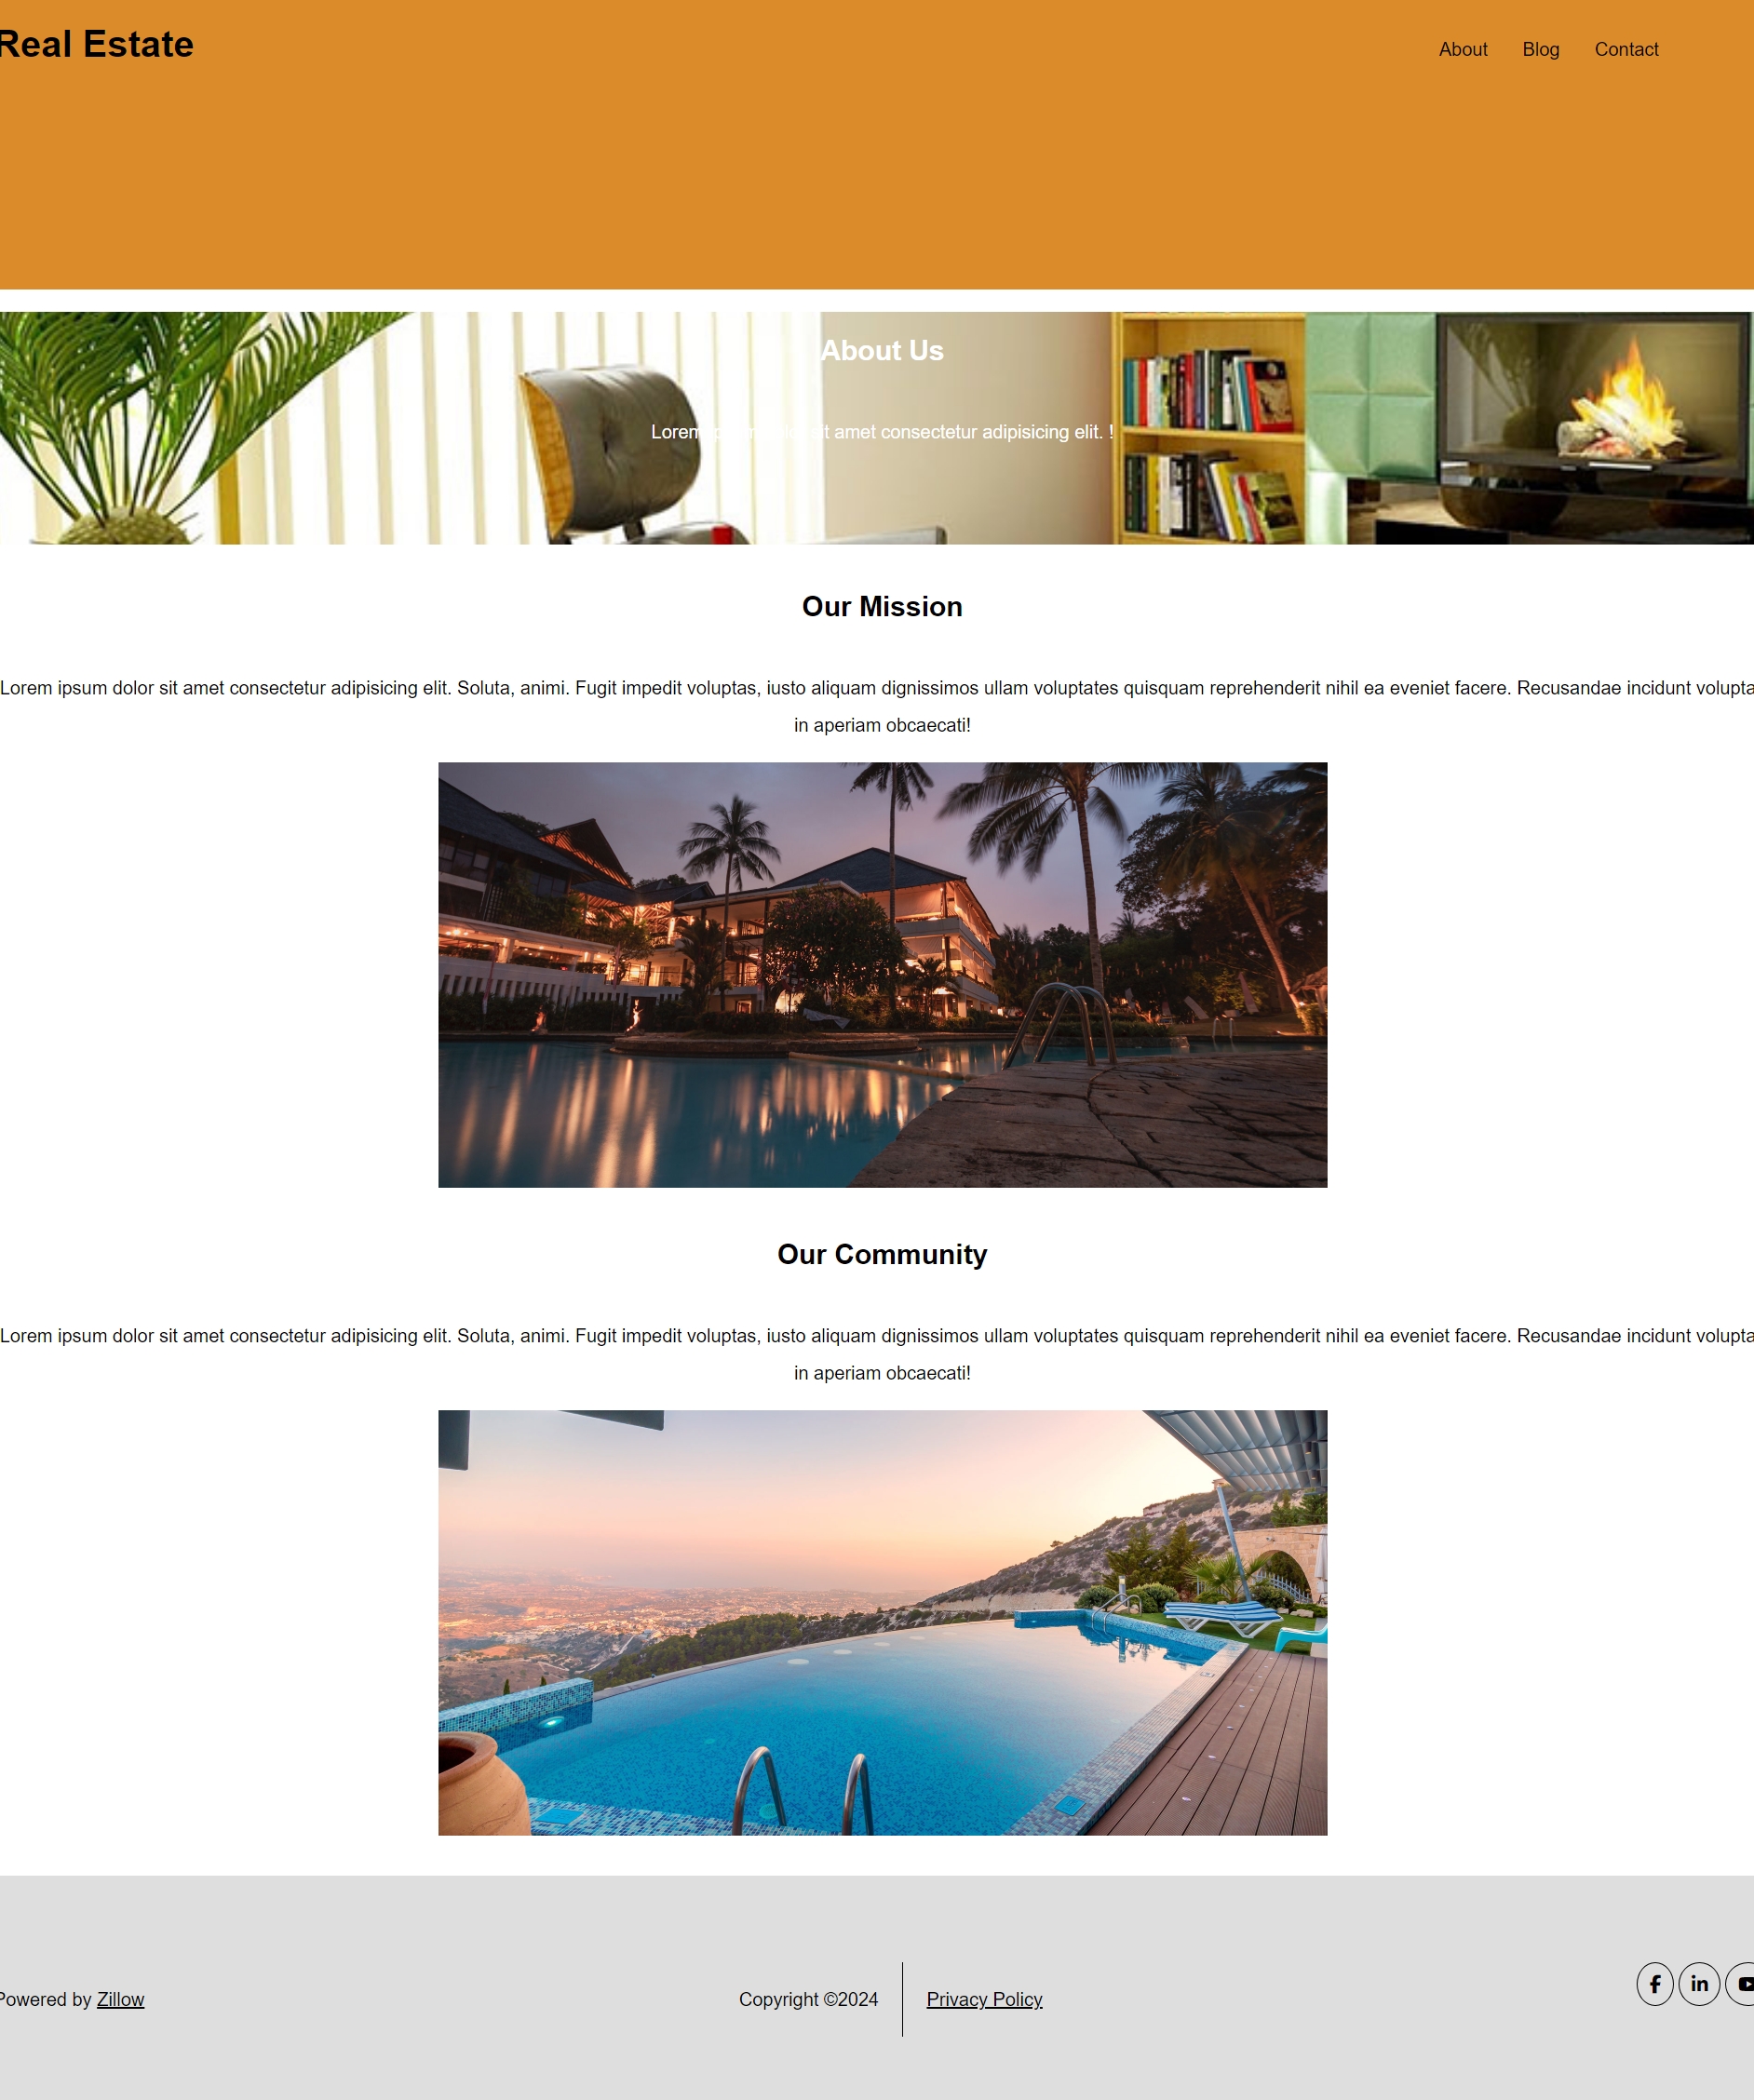 Real Estate
About Blog Contact
About Us
Lorem sit amet consectetur adipisicing elit. !
Our Mission
Lorem ipsum dolor sit amet consectetur adipisicing elit. Soluta, animi. Fugit impedit voluptas, iusto aliquam dignissimos ullam voluptates quisquam reprehenderit nihil ea eveniet facere. Recusandae incidunt volupta
in aperiam obcaecati!
Our Community
Lorem ipsum dolor sit amet consectetur adipisicing elit. Soluta, animi. Fugit impedit voluptas, iusto aliquam dignissimos ullam voluptates quisquam reprehenderit nihil ea eveniet facere. Recusandae incidunt volupta
in aperiam obcaecati!
Powered by Zillow
Copyright ©2024
Privacy Policy